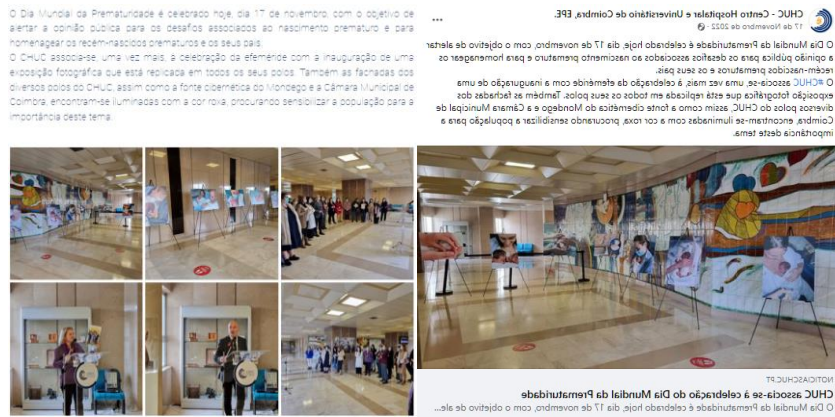 O Dia Mundial da Prematuridade é celebrado hoje, dia 17 de novembro, com o objetivo de
alertar a opinião pública para os desafios associados ao nascimento prematuro e para
homenagear os recém-nascidos prematuros e os seus pais.
O CHUC associa-se, uma vez mais, à celebração da efeméride com a inauguração de uma
exposição fotográfica que está replicada em todos os seus polos. Também as fachadas dos
diversos polos do CHUC, assim como a fonte cibernética do Mondego e a Câmara Municipal de
Coimbra, encontram-se iluminadas com a cor roxa, procurando sensibilizar a população para a
importância deste tema.
CHUC - Centro Hospitalar e Universitário de Coimbra, EPE.
17 de Novembro de 2022
O Dia Mundial da Prematuridade é celebrado hoje, dia 17 de novembro, com o objetivo de alertar
a opinião pública para os desafios associados ao nascimento prematuro e para homenagear os
recém-nascidos prematuros e os seus pais.
O #CHUC associa-se, uma vez mais, à celebração da efeméride com a inauguração de uma
exposição fotográfica que está replicada em todos os seus polos. Também as fachadas dos
diversos polos do CHUC, assim como a fonte cibernética do Mondego e a Câmara Municipal de
Coimbra, encontram-se iluminadas com a cor roxa, procurando sensibilizar a população para a
importância deste tema.
NOTICIASCHUC.PT
CHUC associa-se à celebração do Dia Mundial da Prematuridade
O Dia Mundial da Prematuridade é celebrado hoje, dia 17 de novembro, com o objetivo de ale...